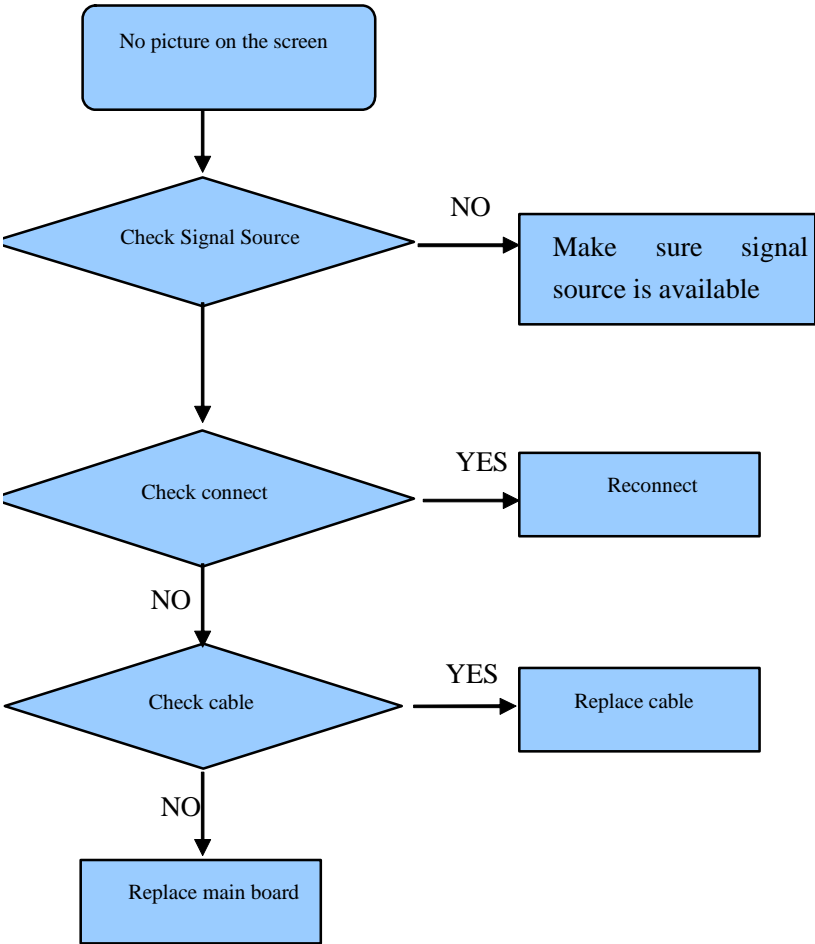 No picture on the screen
Check Signal Source
NO
Make sure signal
source is available
Check connect
YES
Reconnect
NO
Check cable
YES
Replace cable
NO
Replace main board